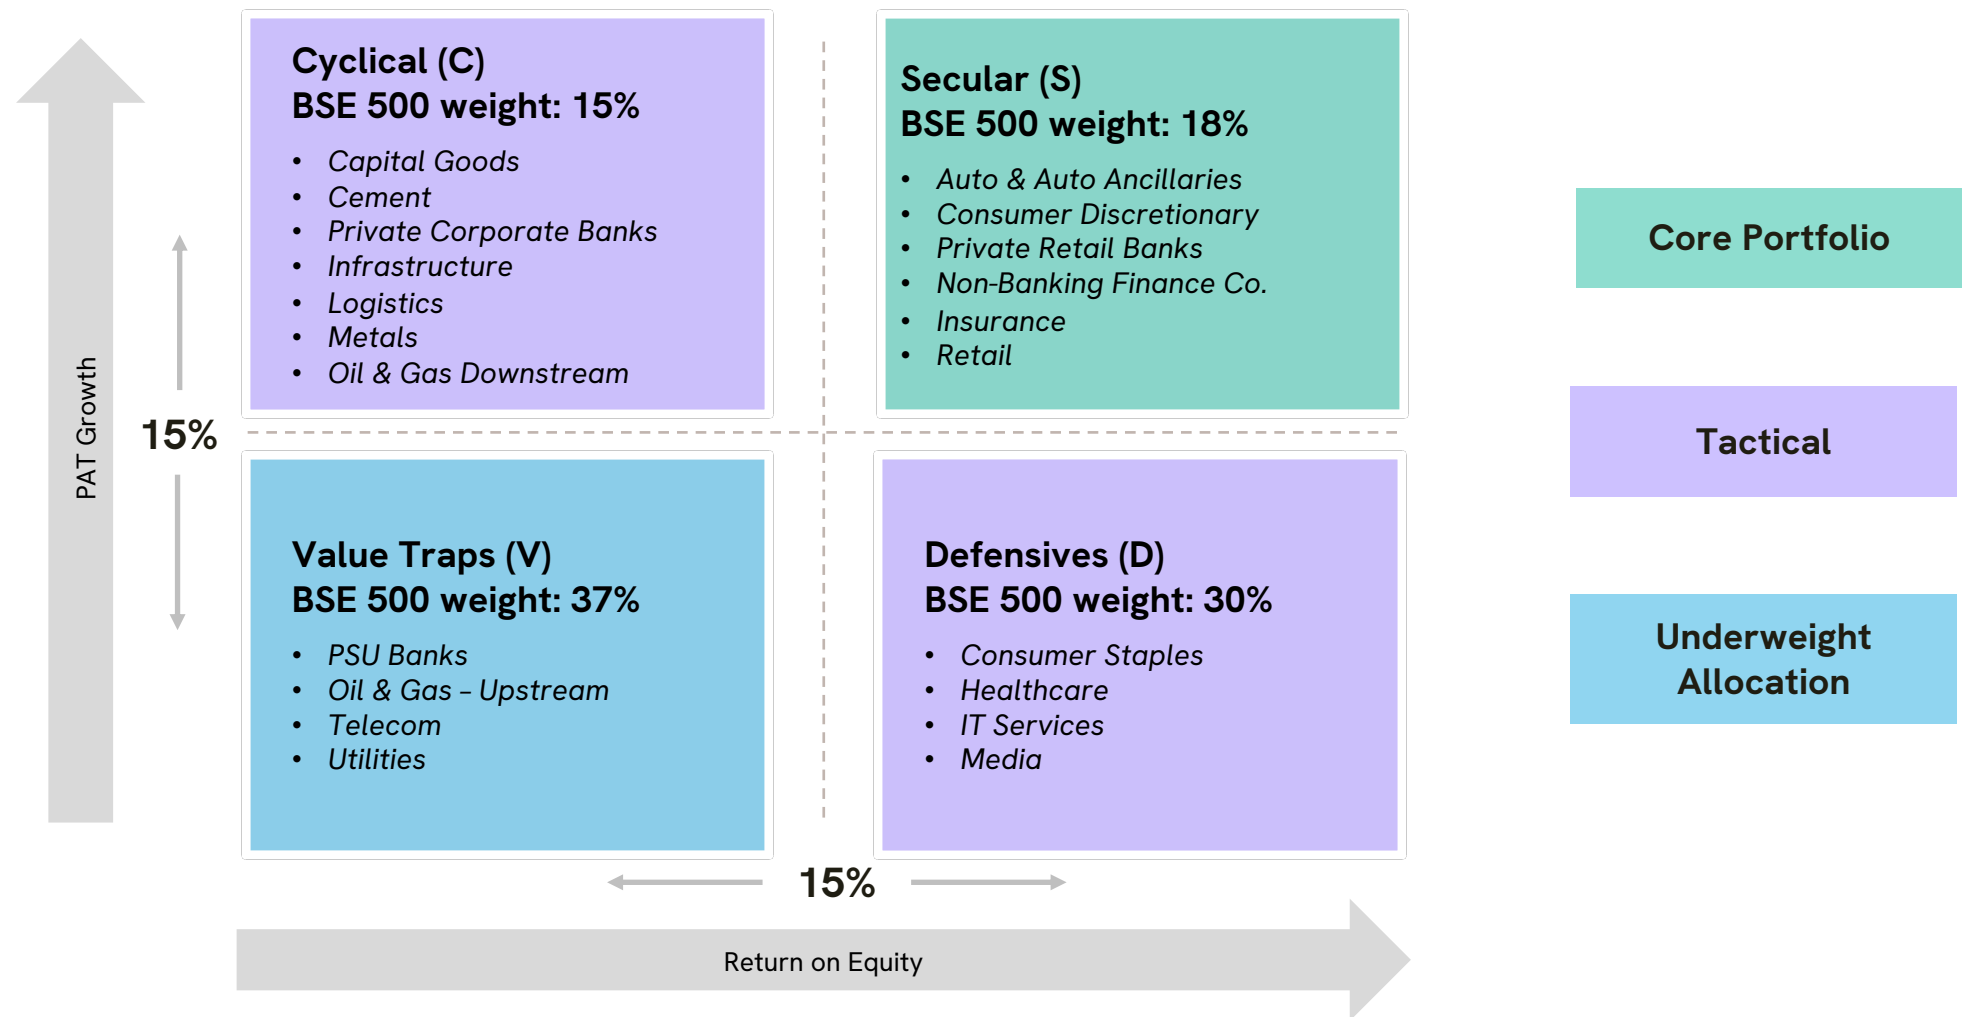 Cyclical (C)
BSE 500 weight: 15%
• Capital Goods
• Cement
• Private Corporate Banks
• Infrastructure
• Logistics
• Metals
• Oil & Gas Downstream
Secular (S)
BSE 500 weight: 18%
• Auto & Auto Ancillaries
• Consumer Discretionary
• Private Retail Banks
• Non-Banking Finance Co.
• Insurance
• Retail
PAT Growth
15%
Value Traps (V)
BSE 500 weight: 37%
• PSU Banks
• Oil & Gas – Upstream
• Telecom
• Utilities
Defensives (D)
BSE 500 weight: 30%
• Consumer Staples
• Healthcare
• IT Services
• Media
15%
Return on Equity
Core Portfolio
Tactical
Underweight
Allocation